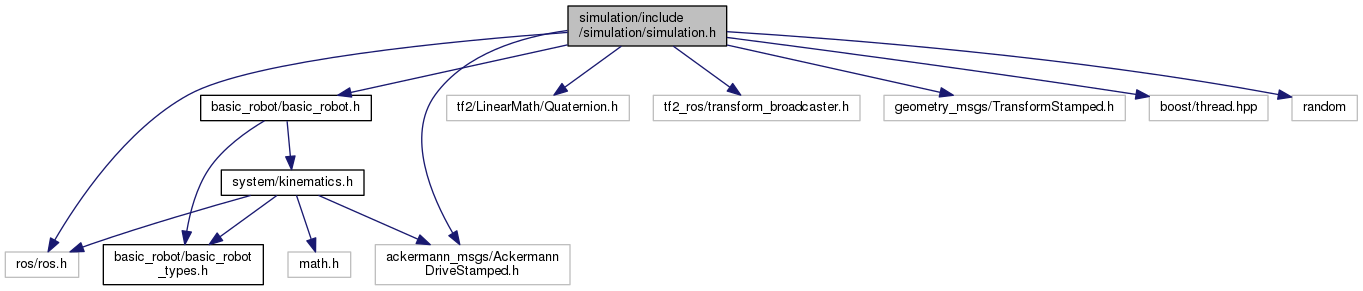 simulation/include
/simulation/simulation.h
basic_robot/basic_robot.h
tf2/LinearMath/Quaternion.h
tf2_ros/transform_broadcaster.h
geometry_msgs/TransformStamped.h
boost/thread.hpp
random
system/kinematics.h
ros/ros.h
basic_robot/basic_robot
_types.h
math.h
ackermann_msgs/Ackermann
DriveStamped.h